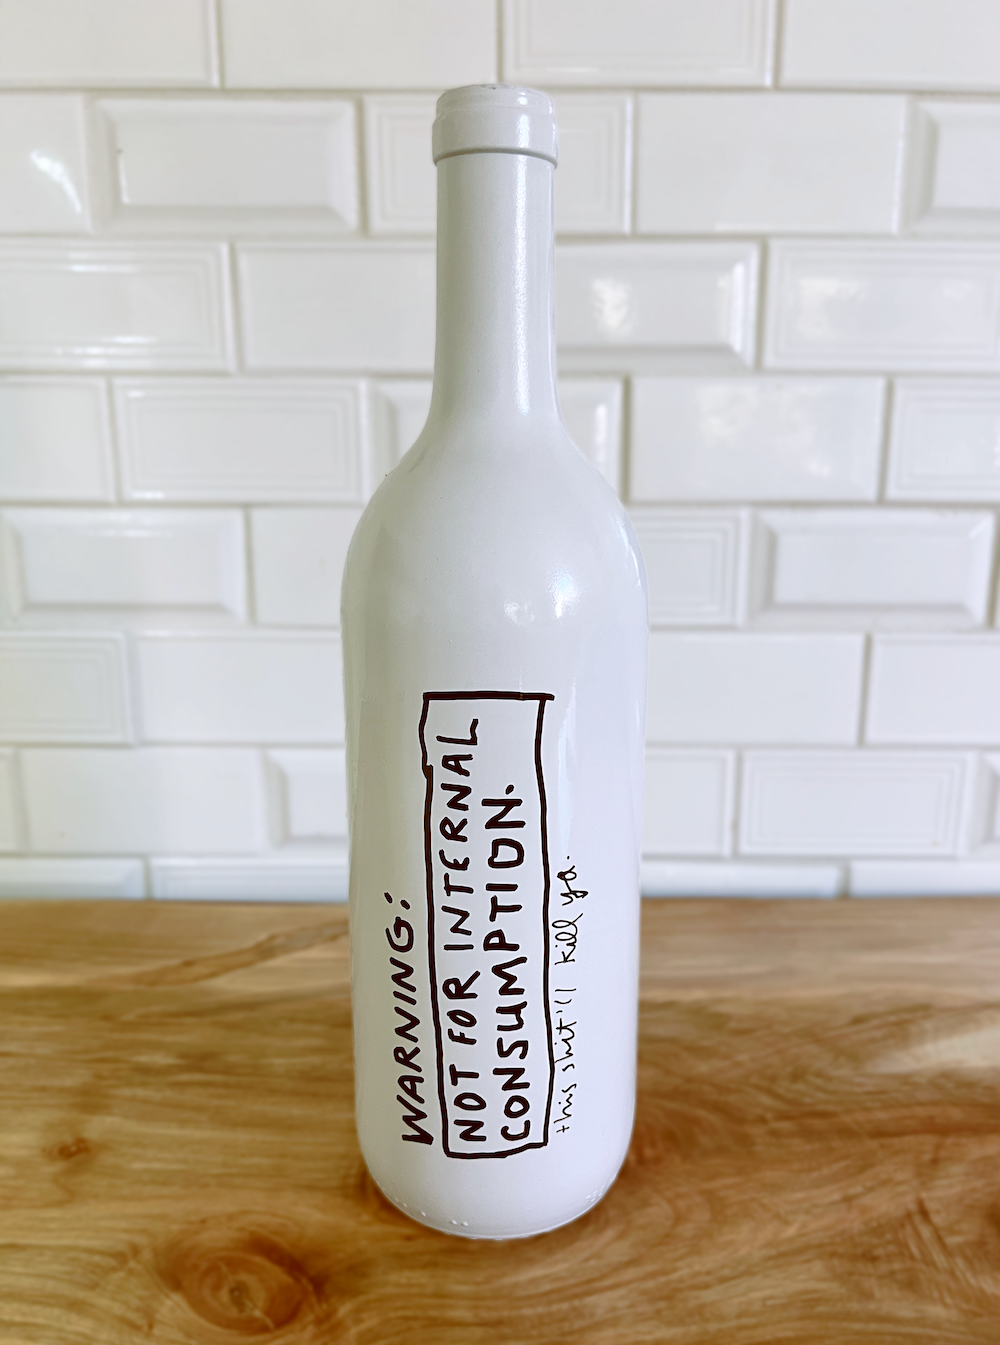 WARNING:
NOT FOR INTERNAL
CONSUMPTION.
this shit'll kill ya.